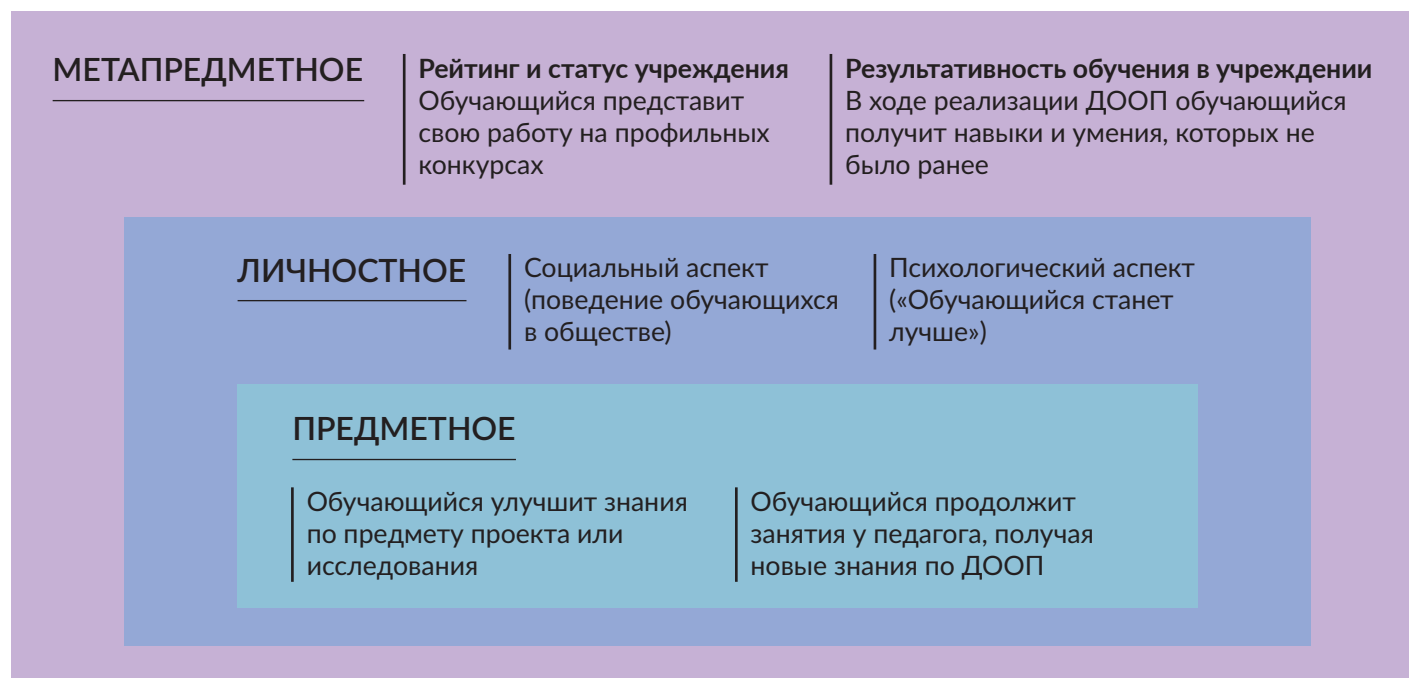 МЕТАПРЕДМЕТНОЕ
Рейтинг и статус учреждения
Обучающийся представит
свою работу на профильных
конкурсах
Результативность обучения в учреждении
В ходе реализации ДООП обучающийся
получит навыки и умения, которых не
было ранее
ЛИЧНОСТНОЕ
Социальный аспект
(поведение обучающихся
в обществе)
Психологический аспект
(«Обучающийся станет
лучше»)
ПРЕДМЕТНОЕ
Обучающийся улучшит знания
по предмету проекта или
исследования
Обучающийся продолжит
занятия у педагога, получая
новые знания по ДООП